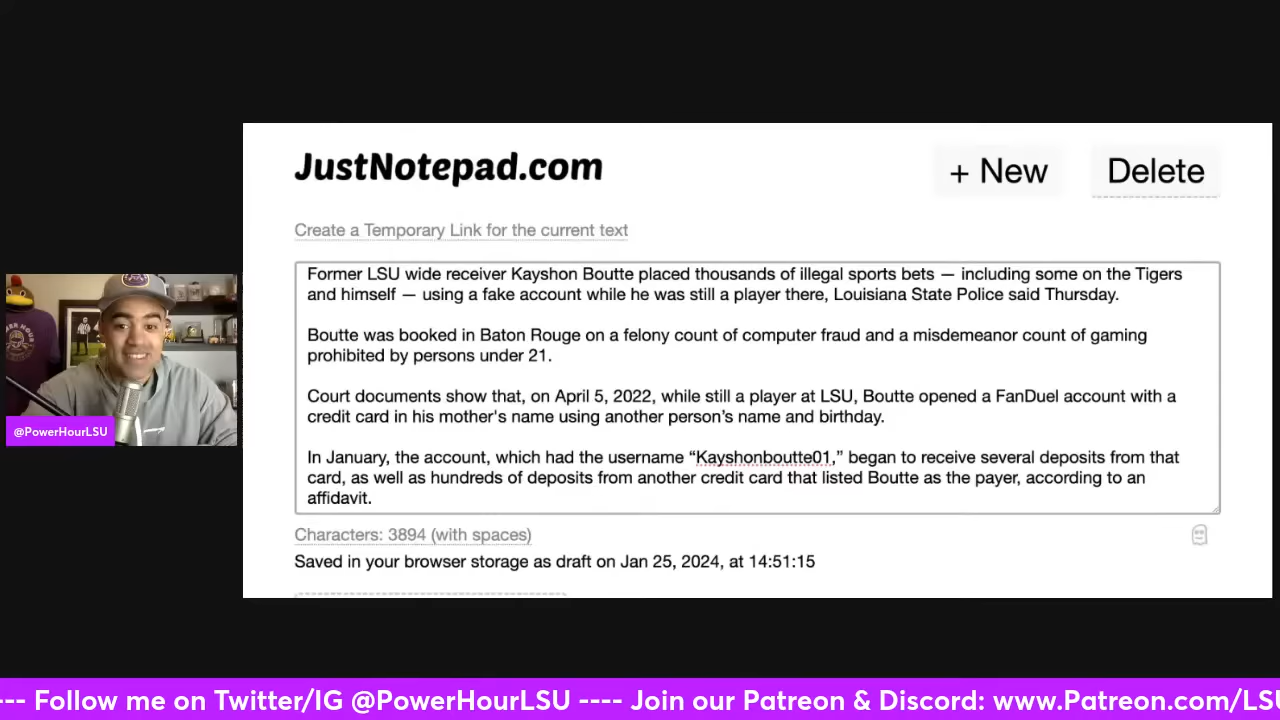 JustNotepad.com
+ New
Delete
Create a Temporary Link for the current text
Former LSU wide receiver Kayshon Boutte placed thousands of illegal sports bets — including some on the Tigers
and himself — using a fake account while he was still a player there, Louisiana State Police said Thursday.
Boutte was booked in Baton Rouge on a felony count of computer fraud and a misdemeanor count of gaming
prohibited by persons under 21.
Court documents show that, on April 5, 2022, while still a player at LSU, Boutte opened a FanDuel account with a
credit card in his mother's name using another person’s name and birthday.
In January, the account, which had the username “Kayshonboutte01,” began to receive several deposits from that
card, as well as hundreds of deposits from another credit card that listed Boutte as the payer, according to an
affidavit.
Characters: 3894 (with spaces)
Saved in your browser storage as draft on Jan 25, 2024, at 14:51:15
@PowerHourLSU
--- Follow me on Twitter/IG @PowerHourLSU ---- Join our Patreon & Discord: www.Patreon.com/LSU